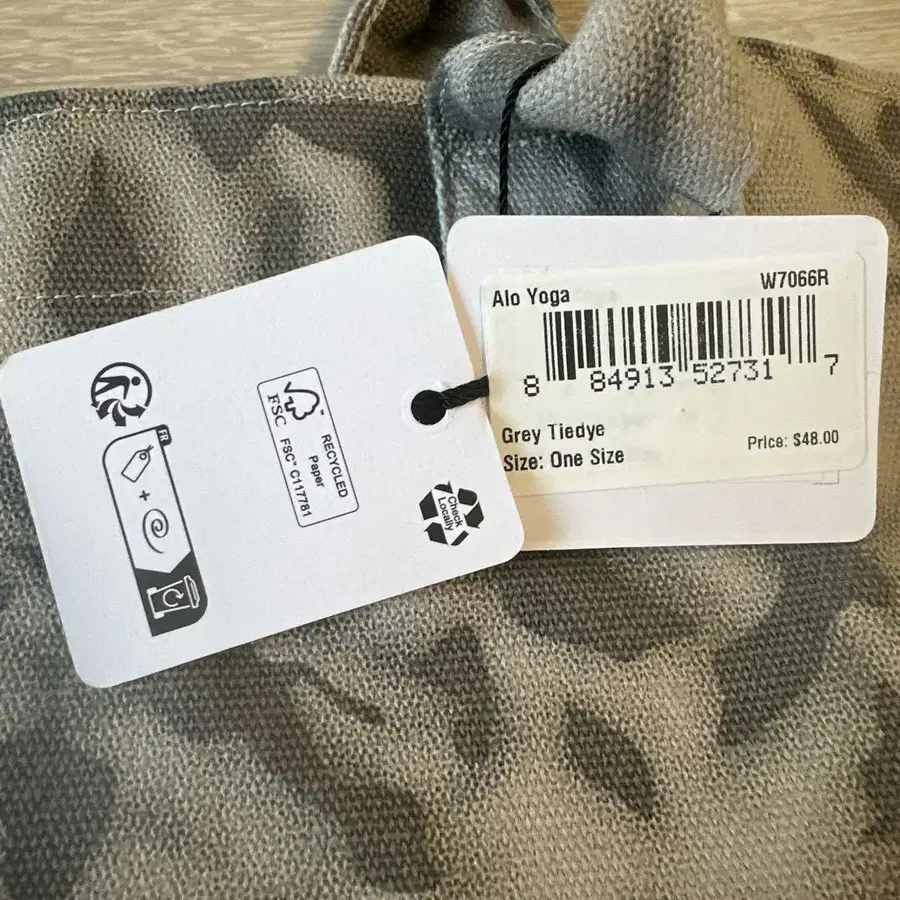 Alo Yoga
W7066R
8 84913 52731 7
Grey Tiedye
Size: One Size
Price: $48.00
FR
+
FSC
RECYCLED
Paper
FSC™ C117781
Check
Locally